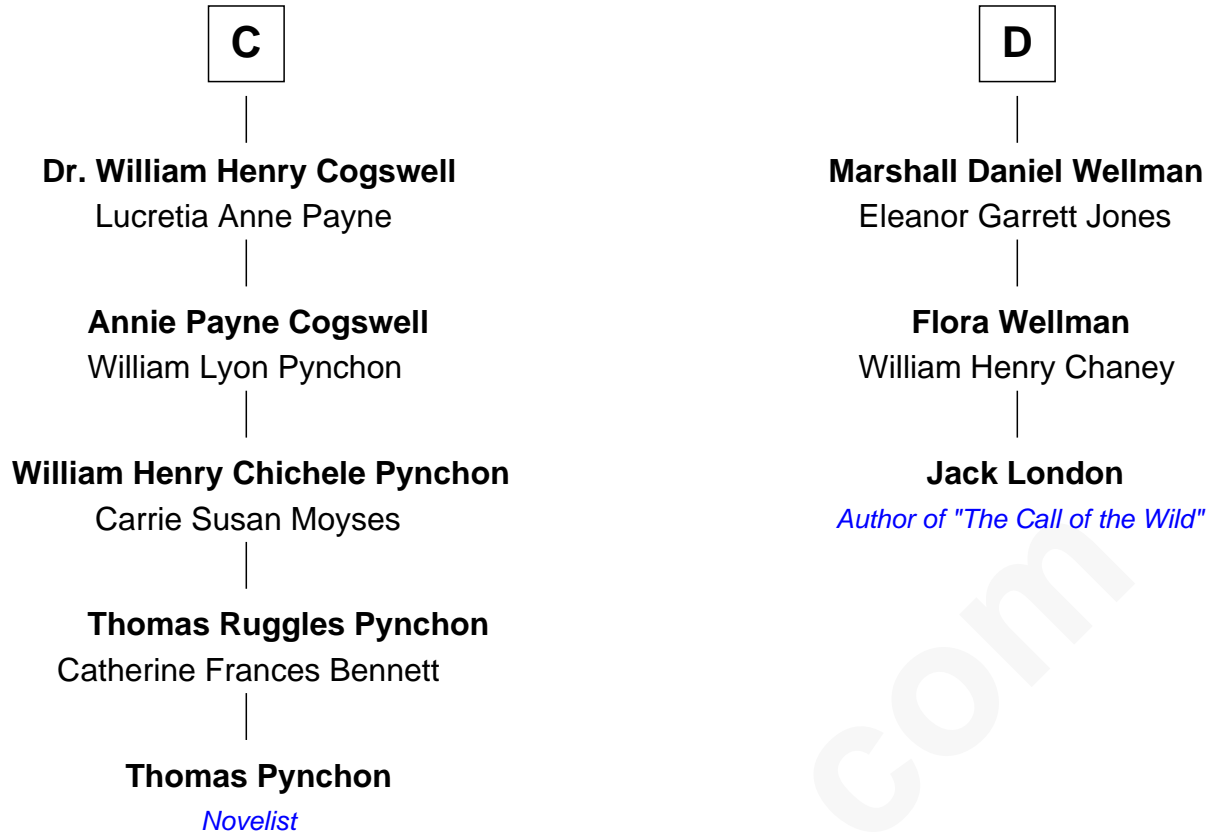 C
Dr. William Henry Cogswell
Lucretia Anne Payne
Annie Payne Cogswell
William Lyon Pynchon
William Henry Chichele Pynchon
Carrie Susan Moyses
Thomas Ruggles Pynchon
Catherine Frances Bennett
Thomas Pynchon
Novelist
D
Marshall Daniel Wellman
Eleanor Garrett Jones
Flora Wellman
William Henry Chaney
Jack London
Author of "The Call of the Wild"
com